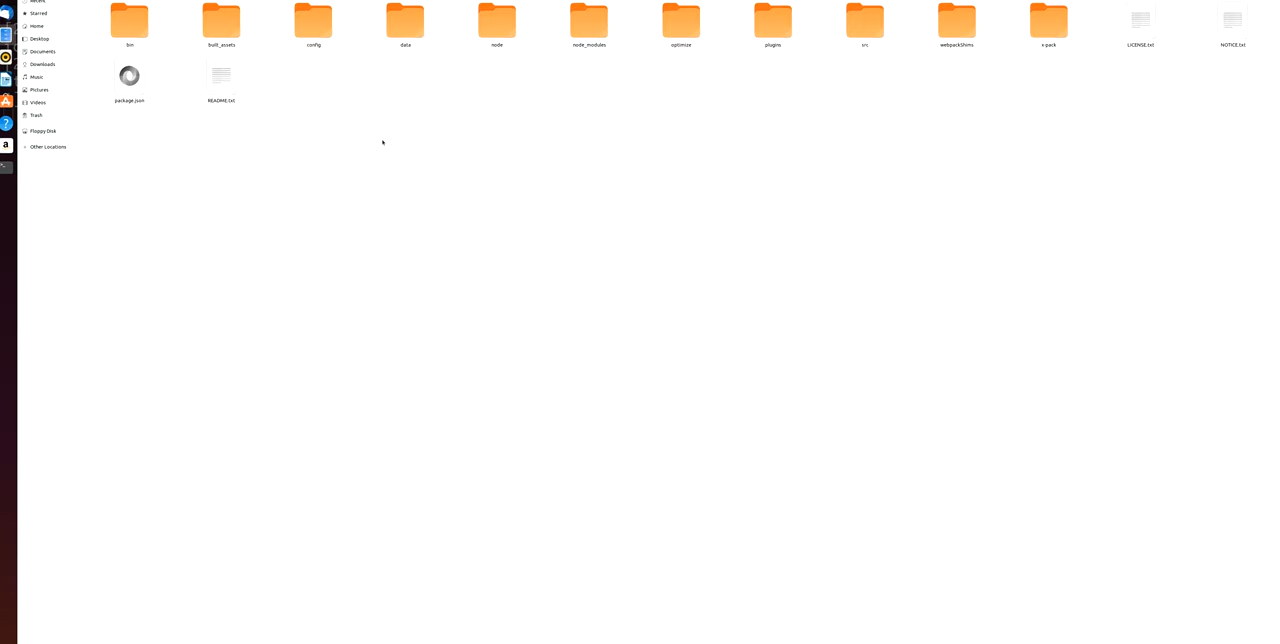 Recent
bin built_assets config data node node_modules optimize plugins src webpackShims x-pack LICENSE.txt NOTICE.txt
package.json README.txt
Starred
Home
Desktop
Documents
Downloads
Music
Pictures
Videos
Trash
Floppy Disk
Other Locations
a
?
>_